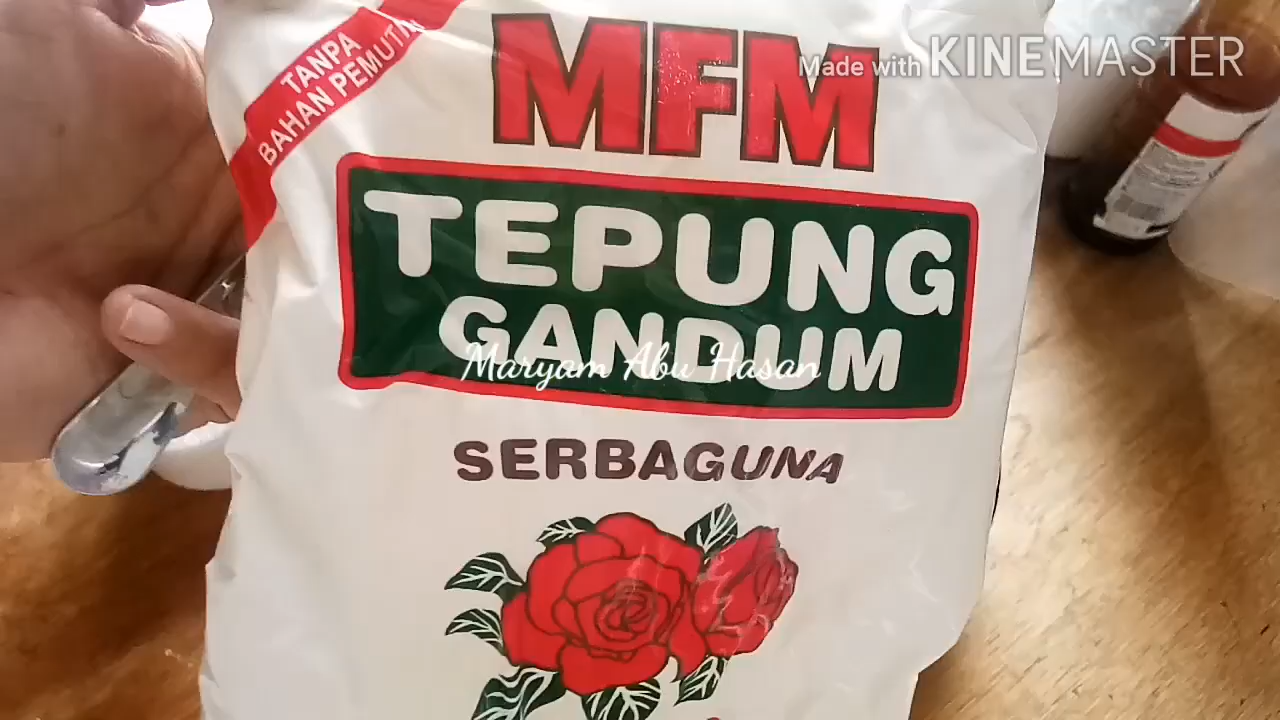 TANPA
BAHAN PEMUTIH
MFM
Made with KINEMASTER
TEPUNG
GANDUM
Maryam Abu Hasan
SERBAGUNA